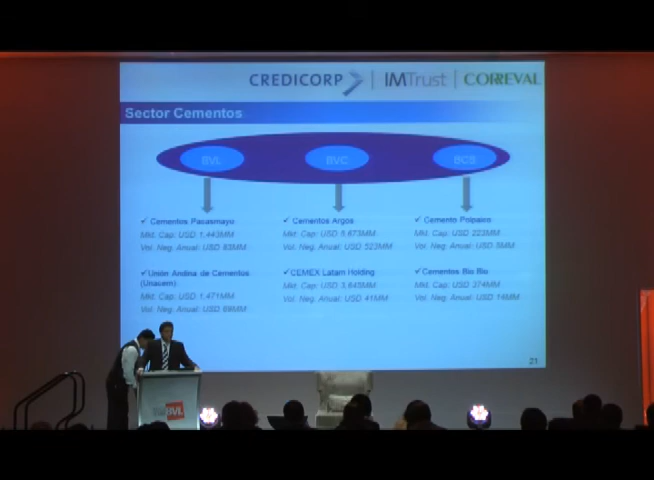 CREDICORP | IMTrust | CORREVAL
Sector Cementos
BVL BVC BCS
✓ Cementos Pacasmayo
Mkt. Cap: USD 1,443MM
Vol. Neg. Anual: USD 83MM
✓ Unión Andina de Cementos
(Unacem)
Mkt. Cap: USD 1,471MM
Vol. Neg. Anual: USD 69MM
✓ Cementos Argos
Mkt. Cap: USD 5,673MM
Vol. Neg. Anual: USD 523MM
✓ CEMEX Latam Holding
Mkt. Cap: USD 3,645MM
Vol. Neg. Anual: USD 41MM
✓ Cemento Polpaico
Mkt. Cap: USD 223MM
Vol. Neg. Anual: USD 5MM
✓ Cementos Bio Bio
Mkt. Cap: USD 374MM
Vol. Neg. Anual: USD 14MM
21
BVL